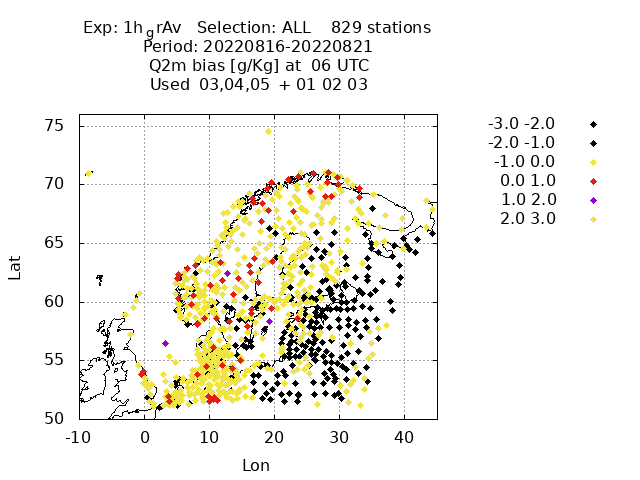 Exp: 1h grAv Selection: ALL 829 stations
Period: 20220816-20220821
Q2m bias [g/Kg] at 06 UTC
Used 03,04,05 + 01 02 03
-3.0 -2.0
-2.0 -1.0
-1.0 0.0
0.0 1.0
1.0 2.0
2.0 3.0
75
70
65
60
55
50
Lat
-10 0 10 20 30 40
Lon